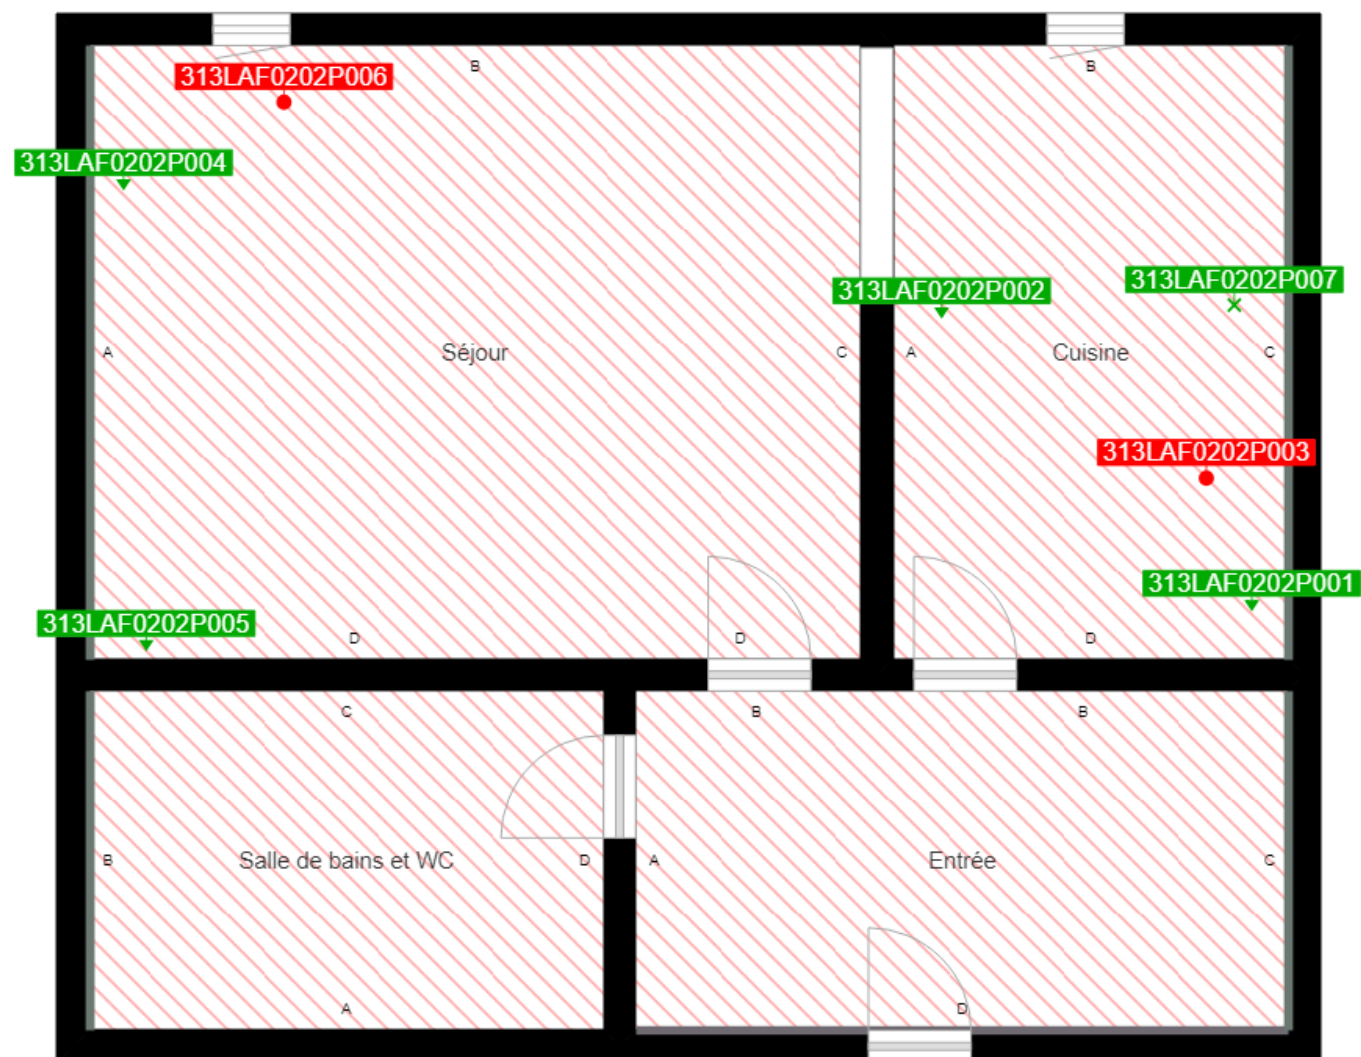 B
B
313LAF0202P006
313LAF0202P004
313LAF0202P007
313LAF0202P002
A
Séjour
C
A
Cuisine
C
313LAF0202P003
313LAF0202P001
313LAF0202P005
D
D
D
C
B
B
B
Salle de bains et WC
D
A
Entrée
C
A
D